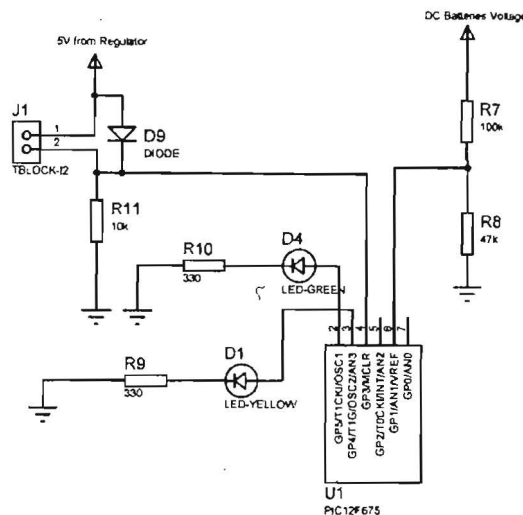 DC Batteries Voltage
5V from Regulator
J1
1
2
TBLOCK-I2
D9
DIODE
R7
100k
R11
10k
R8
47k
R10
330
D4
LED-GREEN
R9
330
D1
LED-YELLOW
2
3
4
5
6
7
GP5/T1CKI/OSC1
GP4/T1G/OSC2/AN3
GP3/MCLR
GP2/T0CKI/INT/AN2
GP1/AN1/VREF
GP0/AN0
U1
PIC12F675